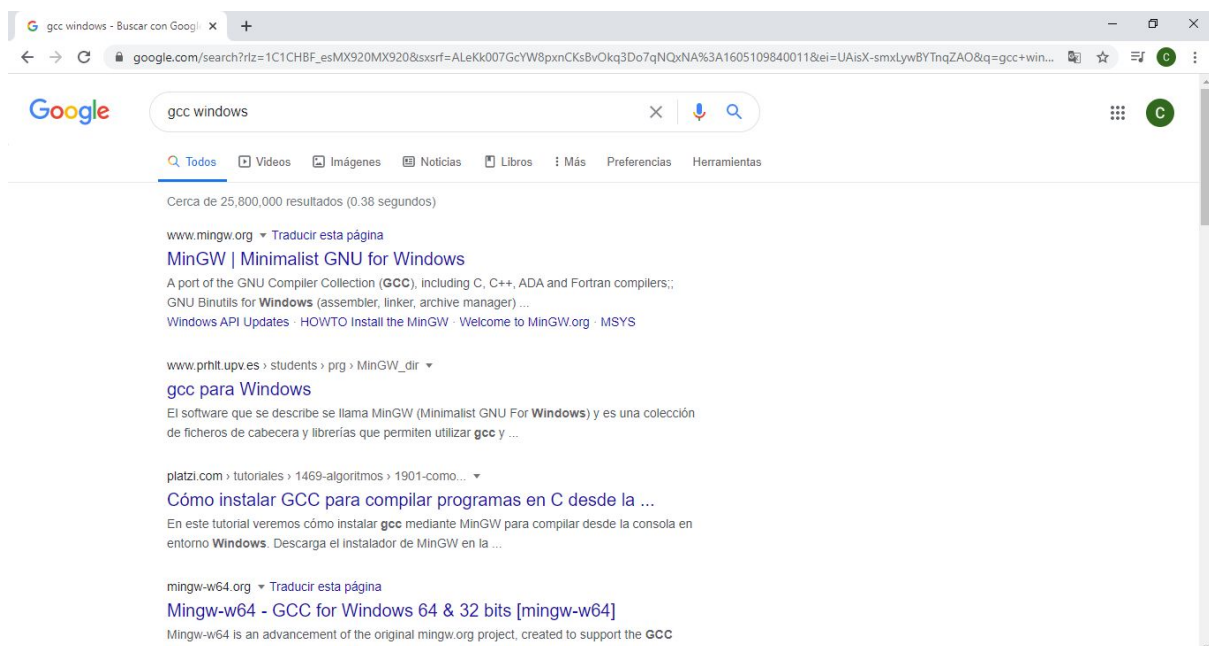 gcc windows - Buscar con Googl
google.com/search?rlz=1C1CHBF_esMX920MX920&sxsrf=ALeKk007GcYW8pxnCKsBvOkq3Do7qNQxNA%3A1605109840011&ei=UAisX-smxLywBYTnqZAO&q=gcc+win...
C
Google
gcc windows
C
Todos Videos Imágenes Noticias Libros Más Preferencias Herramientas
Cerca de 25,800,000 resultados (0.38 segundos)
www.mingw.org Traducir esta página
MinGW | Minimalist GNU for Windows
A port of the GNU Compiler Collection (GCC), including C, C++, ADA and Fortran compilers;;
GNU Binutils for Windows (assembler, linker, archive manager) ...
Windows API Updates · HOWTO Install the MinGW · Welcome to MinGW.org · MSYS
www.prhlt.upv.es › students › prg › MinGW_dir
gcc para Windows
El software que se describe se llama MinGW (Minimalist GNU For Windows) y es una colección
de ficheros de cabecera y librerías que permiten utilizar gcc y ...
platzi.com › tutoriales › 1469-algoritmos › 1901-como...
Cómo instalar GCC para compilar programas en C desde la ...
En este tutorial veremos cómo instalar gcc mediante MinGW para compilar desde la consola en
entorno Windows. Descarga el instalador de MinGW en la ...
mingw-w64.org Traducir esta página
Mingw-w64 - GCC for Windows 64 & 32 bits [mingw-w64]
Mingw-w64 is an advancement of the original mingw.org project, created to support the GCC